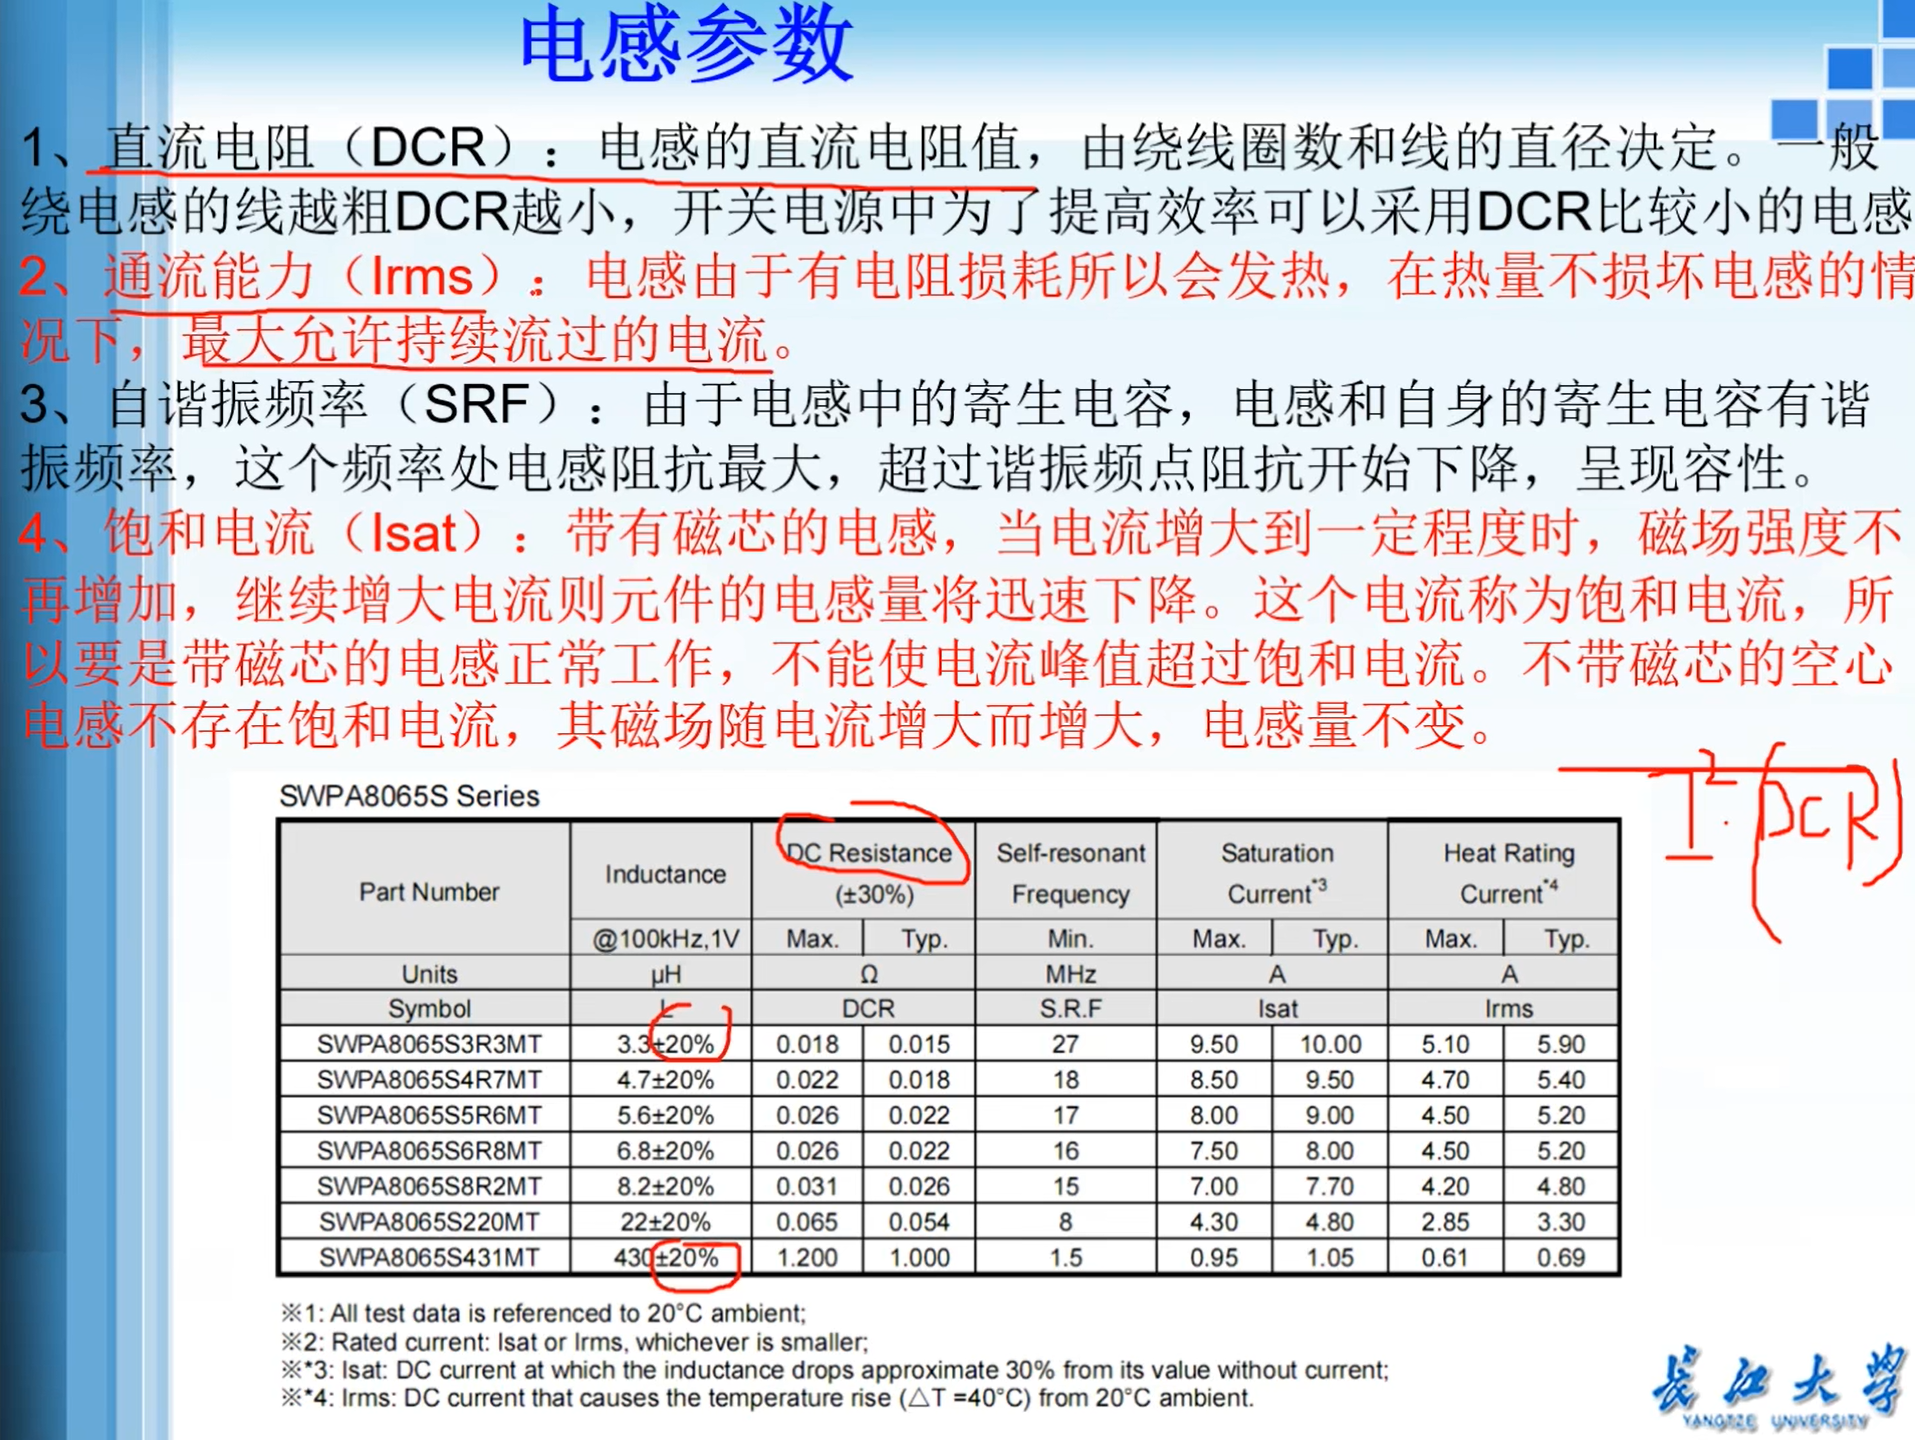 电感参数
1、直流电阻（DCR）：电感的直流电阻值，由绕线圈数和线的直径决定。一般
绕电感的线越粗DCR越小，开关电源中为了提高效率可以采用DCR比较小的电感
2、通流能力（Irms）：电感由于有电阻损耗所以会发热，在热量不损坏电感的情
况下，最大允许持续流过的电流。
3、自谐振频率（SRF）：由于电感中的寄生电容，电感和自身的寄生电容有谐
振频率，这个频率处电感阻抗最大，超过谐振频点阻抗开始下降，呈现容性。
4、饱和电流（Isat）：带有磁芯的电感，当电流增大到一定程度时，磁场强度不
再增加，继续增大电流则元件的电感量将迅速下降。这个电流称为饱和电流，所
以要是带磁芯的电感正常工作，不能使电流峰值超过饱和电流。不带磁芯的空心
电感不存在饱和电流，其磁场随电流增大而增大，电感量不变。
I²·(DCR)
SWPA8065S Series
Part Number Inductance DC Resistance (±30%) Self-resonant Frequency Saturation Current*3 Heat Rating Current*4
@100kHz,1V Max. Typ. Min. Max. Typ. Max. Typ.
Units μH Ω MHz A A
Symbol L DCR S.R.F Isat Irms
SWPA8065S3R3MT 3.3±20% 0.018 0.015 27 9.50 10.00 5.10 5.90
SWPA8065S4R7MT 4.7±20% 0.022 0.018 18 8.50 9.50 4.70 5.40
SWPA8065S5R6MT 5.6±20% 0.026 0.022 17 8.00 9.00 4.50 5.20
SWPA8065S6R8MT 6.8±20% 0.026 0.022 16 7.50 8.00 4.50 5.20
SWPA8065S8R2MT 8.2±20% 0.031 0.026 15 7.00 7.70 4.20 4.80
SWPA8065S220MT 22±20% 0.065 0.054 8 4.30 4.80 2.85 3.30
SWPA8065S431MT 430±20% 1.200 1.000 1.5 0.95 1.05 0.61 0.69
※1: All test data is referenced to 20°C ambient;
※2: Rated current: Isat or Irms, whichever is smaller;
※*3: Isat: DC current at which the inductance drops approximate 30% from its value without current;
※*4: Irms: DC current that causes the temperature rise (△T =40°C) from 20°C ambient.
长江大学
YANGTZE UNIVERSITY